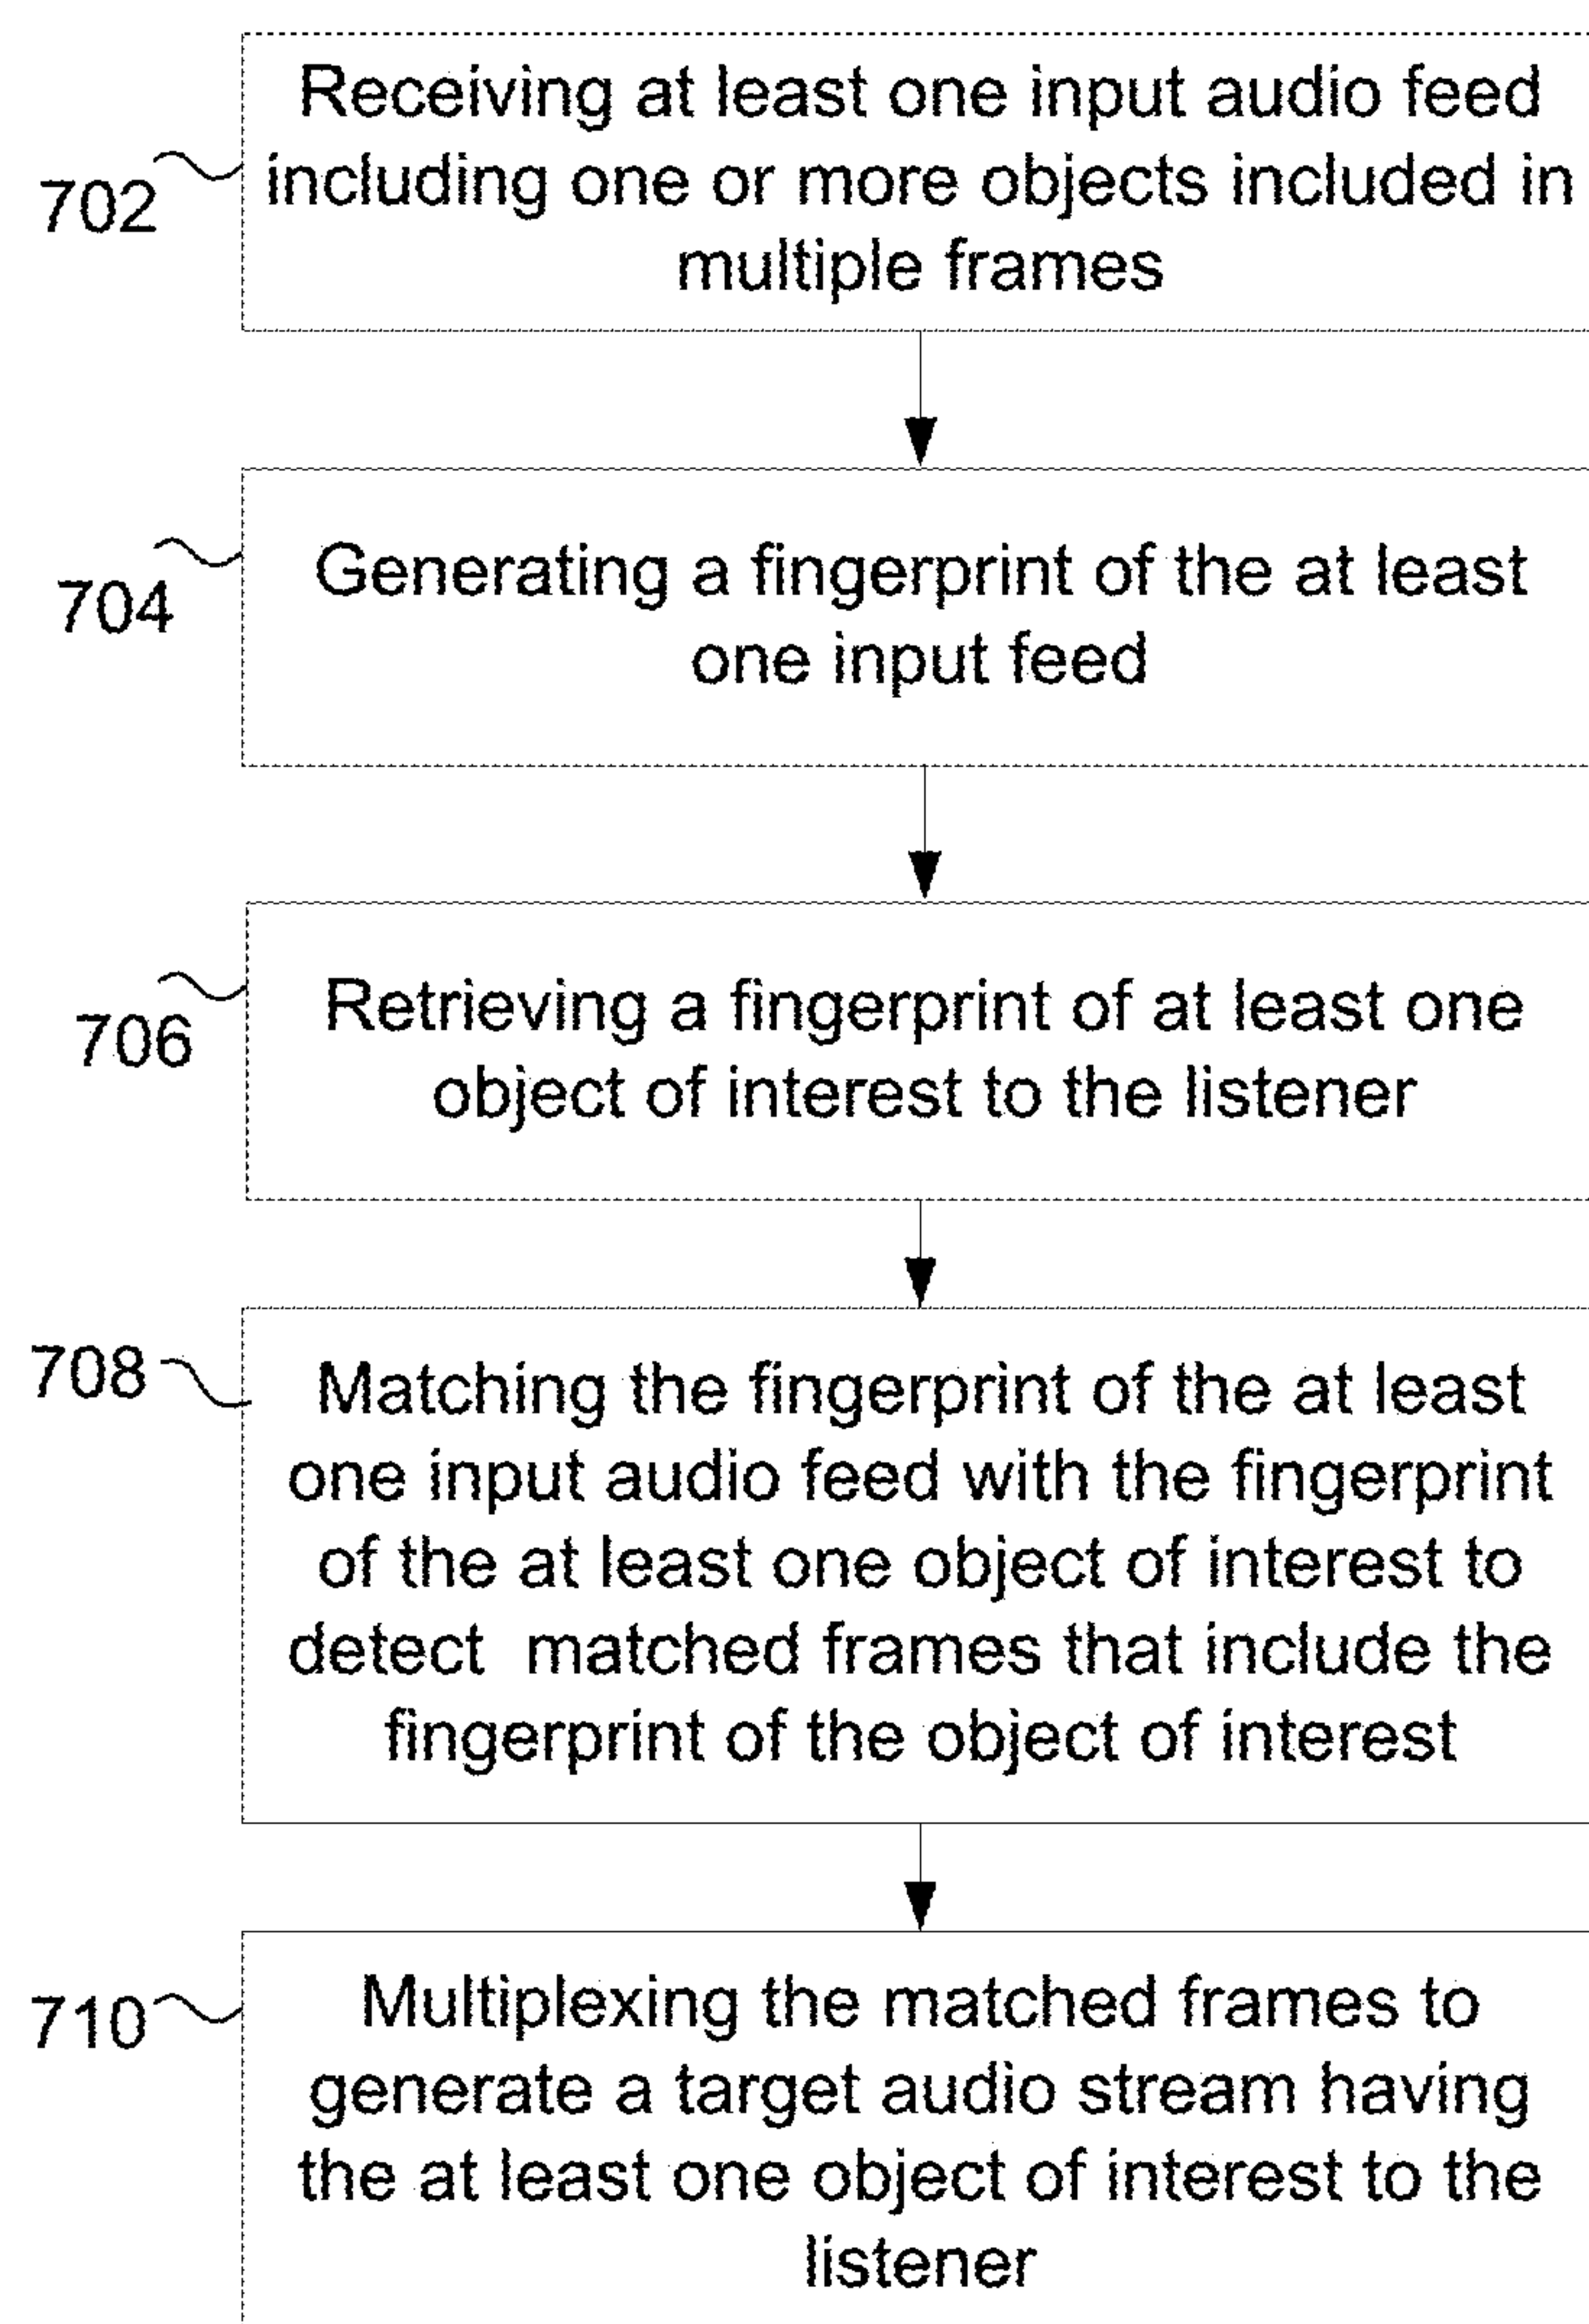 Receiving at least one input audio feed
702
including one or more objects included in
multiple frames
Generating a fingerprint of the at least
704
one input feed
Retrieving a fingerprint of at least one
706
object of interest to the listener
708
Matching the fingerprint of the at least
one input audio feed with the fingerprint
of the at least one object of interest to
detect matched frames that include the
fingerprint of the object of interest
710
Multiplexing the matched frames to
generate a target audio stream having
the at least one object of interest to the
listener